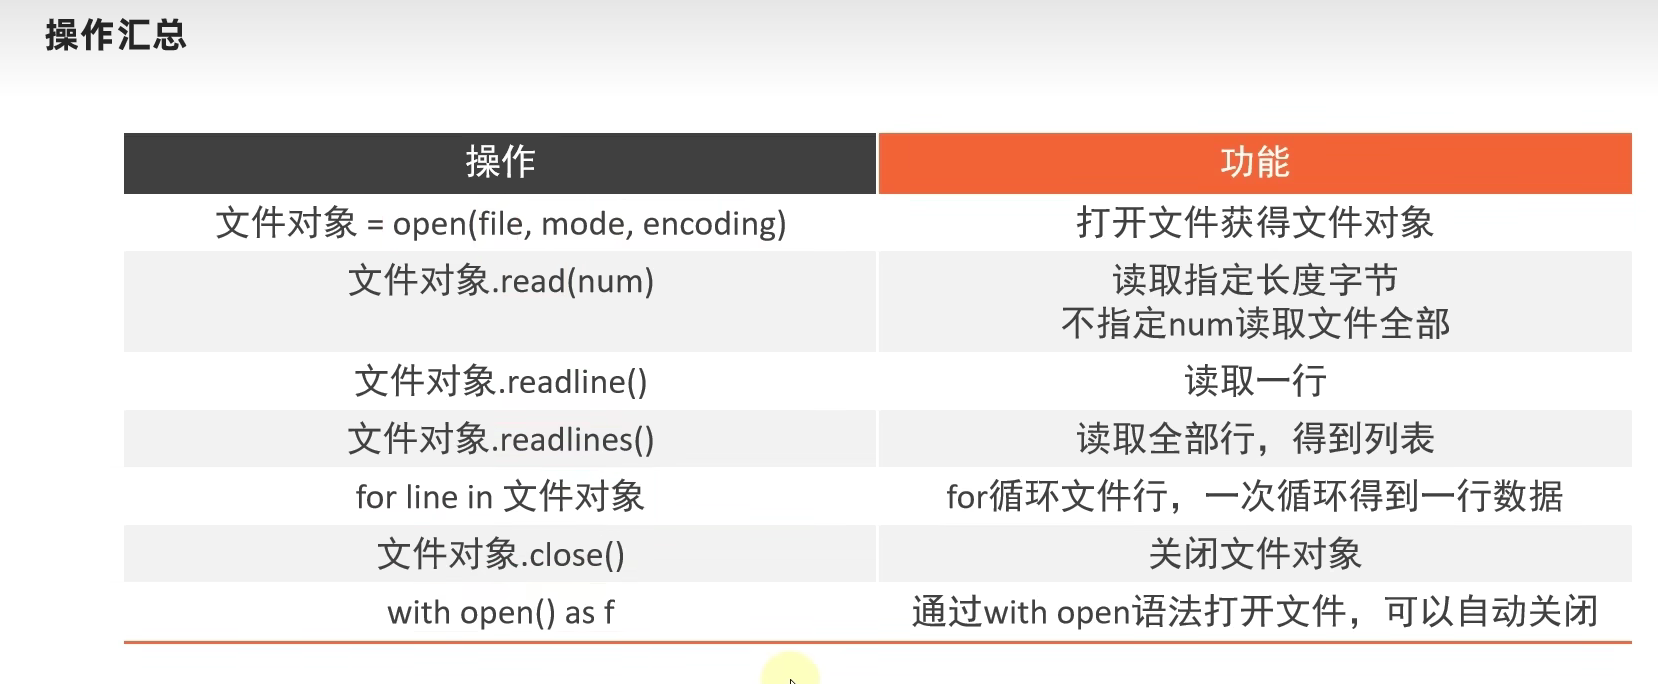 操作汇总
操作 功能
文件对象 = open(file, mode, encoding) 打开文件获得文件对象
文件对象.read(num) 读取指定长度字节
不指定num读取文件全部
文件对象.readline() 读取一行
文件对象.readlines() 读取全部行，得到列表
for line in 文件对象 for循环文件行，一次循环得到一行数据
文件对象.close() 关闭文件对象
with open() as f 通过with open语法打开文件，可以自动关闭